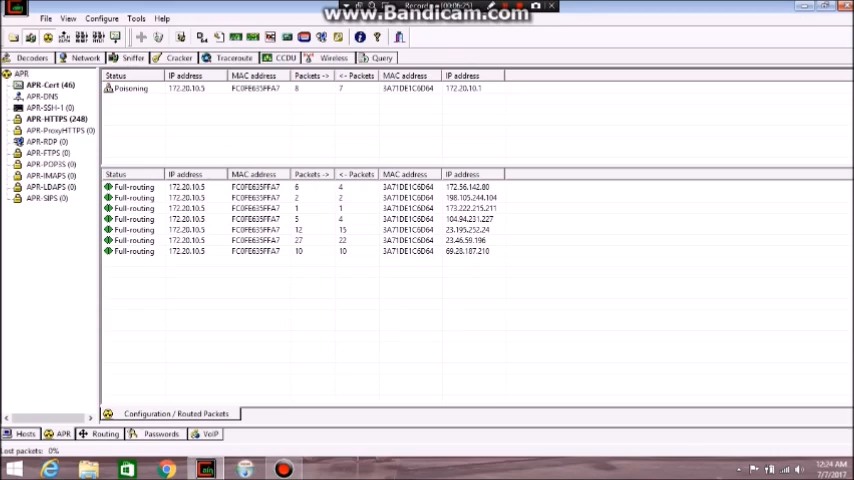 www.Bandicam.com
Record [00:06:25]
File View Configure Tools Help
Decoders Network Sniffer Cracker Traceroute CCDU Wireless Query
APR
APR-Cert (46)
APR-DNS
APR-SSH-1 (0)
APR-HTTPS (248)
APR-ProxyHTTPS (0)
APR-RDP (0)
APR-FTPS (0)
APR-POP3S (0)
APR-IMAPS (0)
APR-LDAPS (0)
APR-SIPS (0)
Status IP address MAC address Packets -> <- Packets MAC address IP address
Poisoning 172.20.10.5 FC0FE635FFA7 8 7 3A71DE1C6D64 172.20.10.1
Status IP address MAC address Packets -> <- Packets MAC address IP address
Full-routing 172.20.10.5 FC0FE635FFA7 6 4 3A71DE1C6D64 172.56.142.80
Full-routing 172.20.10.5 FC0FE635FFA7 2 2 3A71DE1C6D64 198.105.244.104
Full-routing 172.20.10.5 FC0FE635FFA7 1 1 3A71DE1C6D64 173.222.215.211
Full-routing 172.20.10.5 FC0FE635FFA7 5 4 3A71DE1C6D64 104.94.231.227
Full-routing 172.20.10.5 FC0FE635FFA7 12 15 3A71DE1C6D64 23.195.252.24
Full-routing 172.20.10.5 FC0FE635FFA7 27 22 3A71DE1C6D64 23.46.59.196
Full-routing 172.20.10.5 FC0FE635FFA7 10 10 3A71DE1C6D64 69.28.187.210
Configuration / Routed Packets
Hosts APR Routing Passwords VoIP
Lost packets: 0%
12:24 AM
7/7/2017